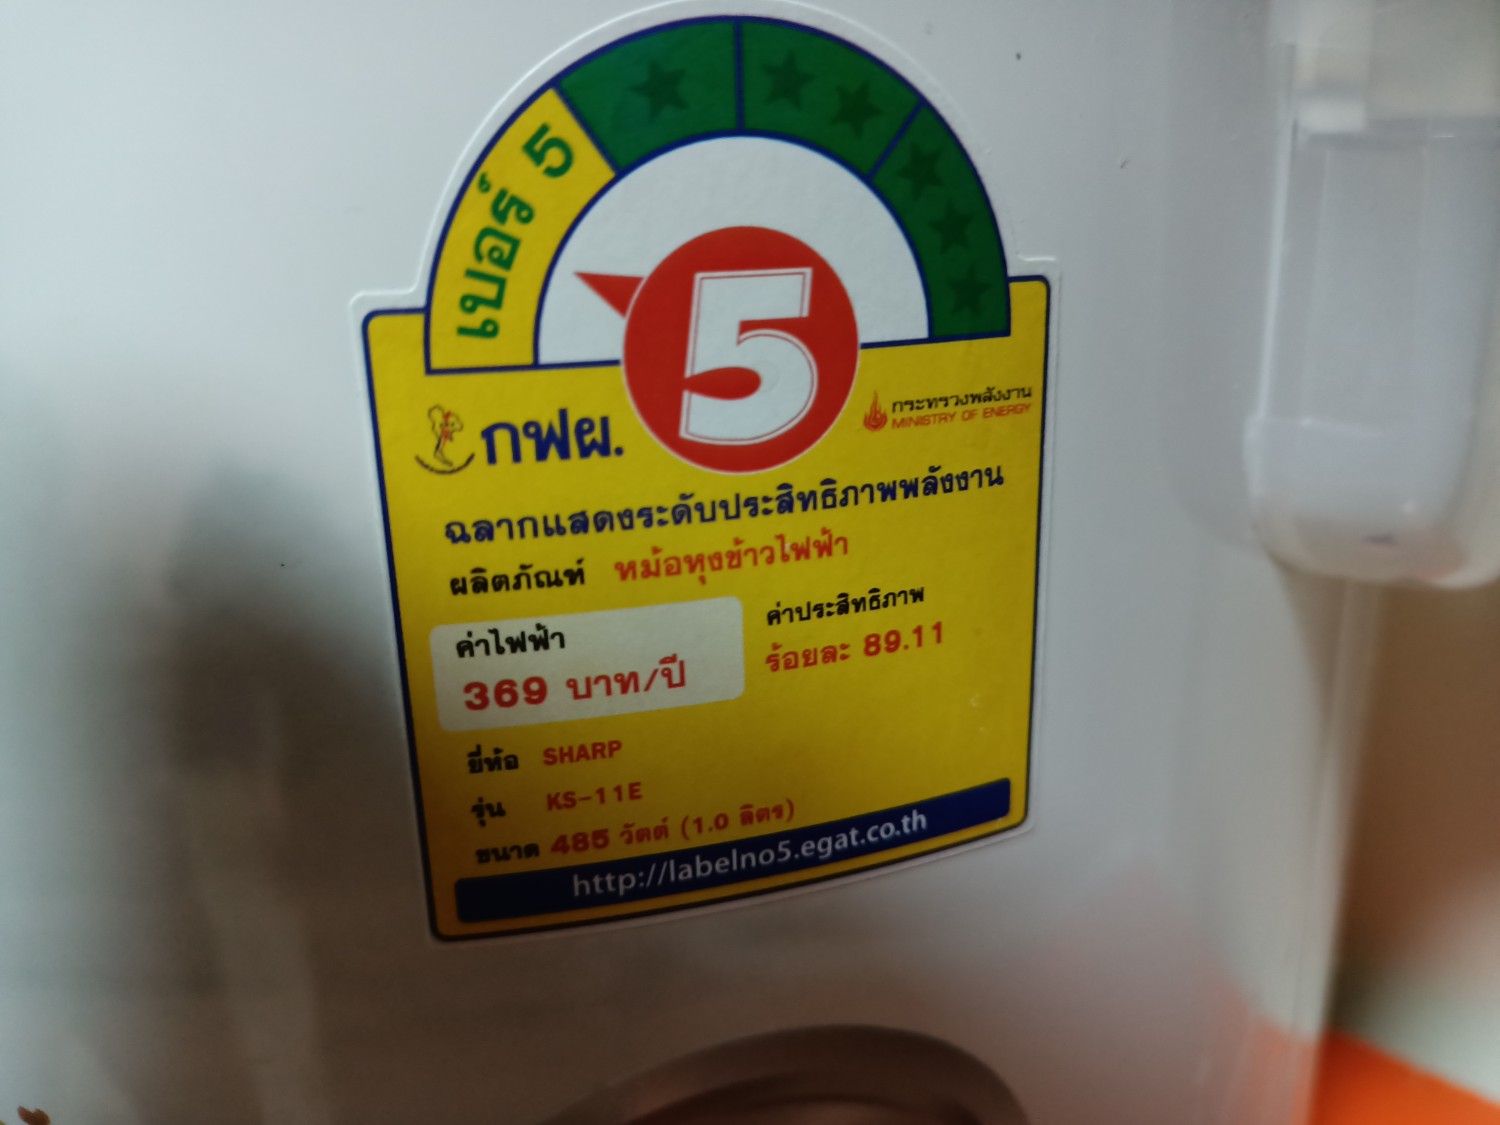 เบอร์ 5
5
กฟผ.
กระทรวงพลังงาน
MINISTRY OF ENERGY
ฉลากแสดงระดับประสิทธิภาพพลังงาน
ผลิตภัณฑ์ หม้อหุงข้าวไฟฟ้า
ค่าไฟฟ้า
369 บาท/ปี
ค่าประสิทธิภาพ
ร้อยละ 89.11
ยี่ห้อ SHARP
รุ่น KS-11E
ขนาด 485 วัตต์ (1.0 ลิตร)
http://labelno5.egat.co.th